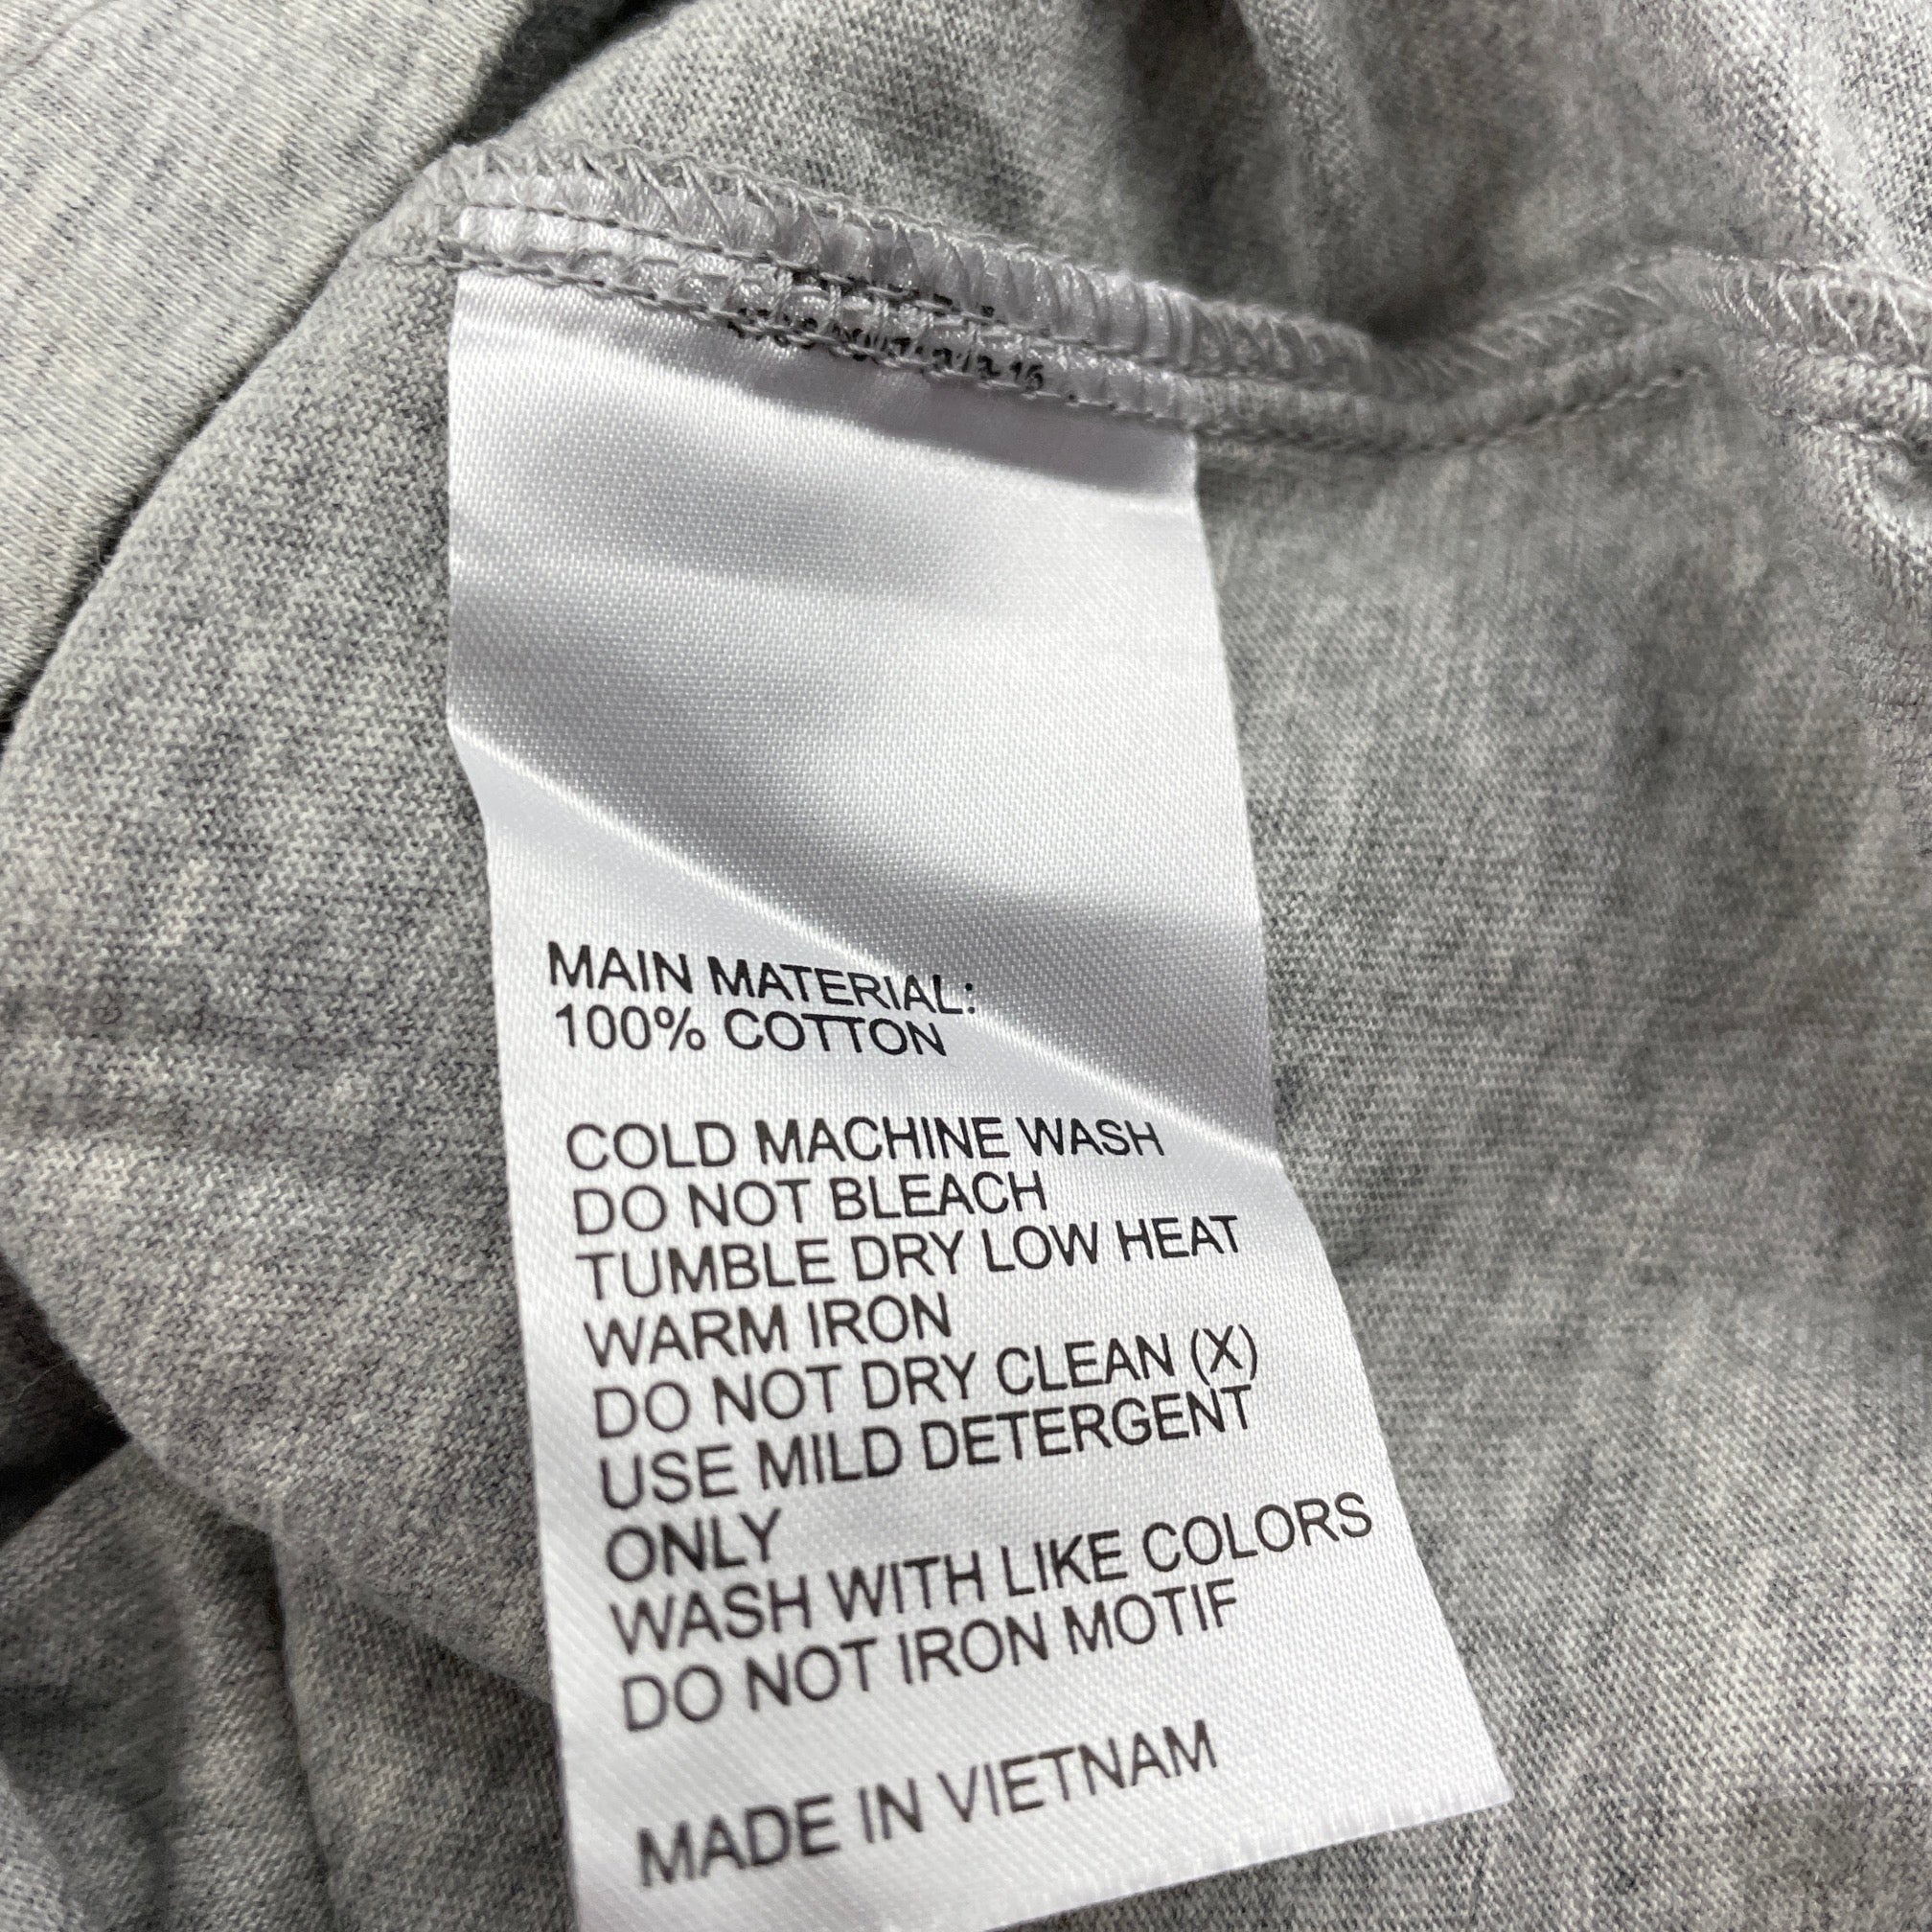 MAIN MATERIAL:
100% COTTON
COLD MACHINE WASH
DO NOT BLEACH
TUMBLE DRY LOW HEAT
WARM IRON
DO NOT DRY CLEAN (X)
USE MILD DETERGENT
ONLY
WASH WITH LIKE COLORS
DO NOT IRON MOTIF
MADE IN VIETNAM